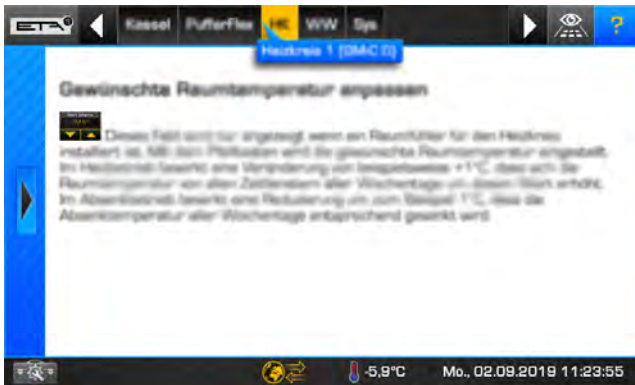 ETA
Kessel PufferFlex HK WW Sys ?
Heizkreis 1 (GM-C 0)
Gewünschte Raumtemperatur anpassen
Dieses Feld wird nur angezeigt wenn ein Raumfühler für den Heizkreis
installiert ist. Mit den Pfeiltasten wird die gewünschte Raumtemperatur eingestellt.
Im Heizbetrieb bewirkt eine Veränderung von beispielsweise +1°C, dass sich die
Raumtemperatur von allen Zeitfenstern aller Wochentage um diesen Wert erhöht.
Im Absenkbetrieb bewirkt eine Reduzierung um zum Beispiel 1°C, dass die
Absenktemperatur aller Wochentage entsprechend gesenkt wird.
-5,9°C Mo., 02.09.2019 11:23:55